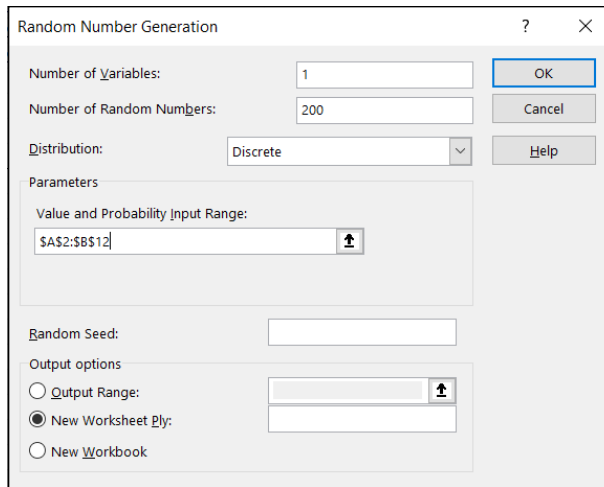 Random Number Generation ? ×
Number of Variables: 1 OK
Number of Random Numbers: 200 Cancel
Distribution: Discrete Help
Parameters
Value and Probability Input Range:
$A$2:$B$12
Random Seed:
Output options
Output Range:
New Worksheet Ply:
New Workbook